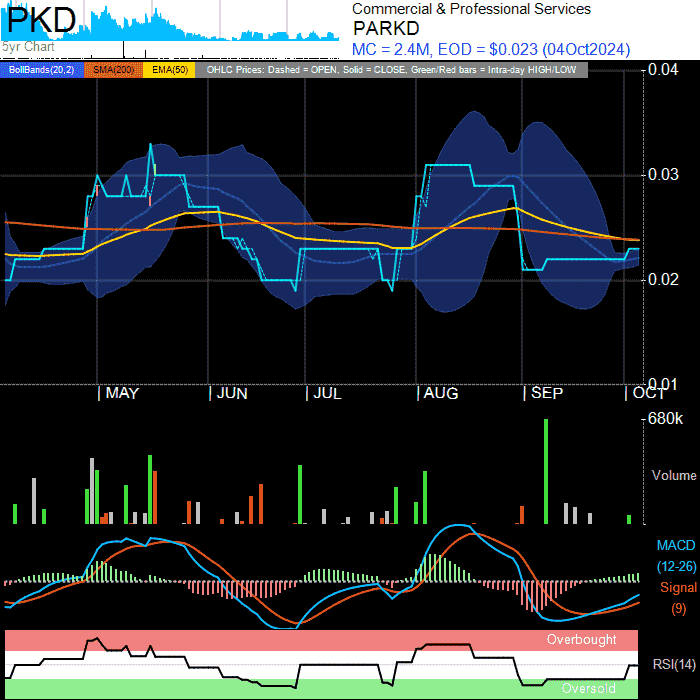 PKD
5yr Chart
Commercial & Professional Services
PARKD
MC = 2.4M, EOD = $0.023 (04Oct2024)
BollBands(20,2) SMA(200) EMA(50) OHLC Prices: Dashed = OPEN, Solid = CLOSE, Green/Red bars = Intra-day HIGH/LOW
0.04
0.03
0.02
0.01
MAY JUN JUL AUG SEP OCT
680k
Volume
MACD
(12-26)
Signal
(9)
Overbought
RSI(14)
Oversold